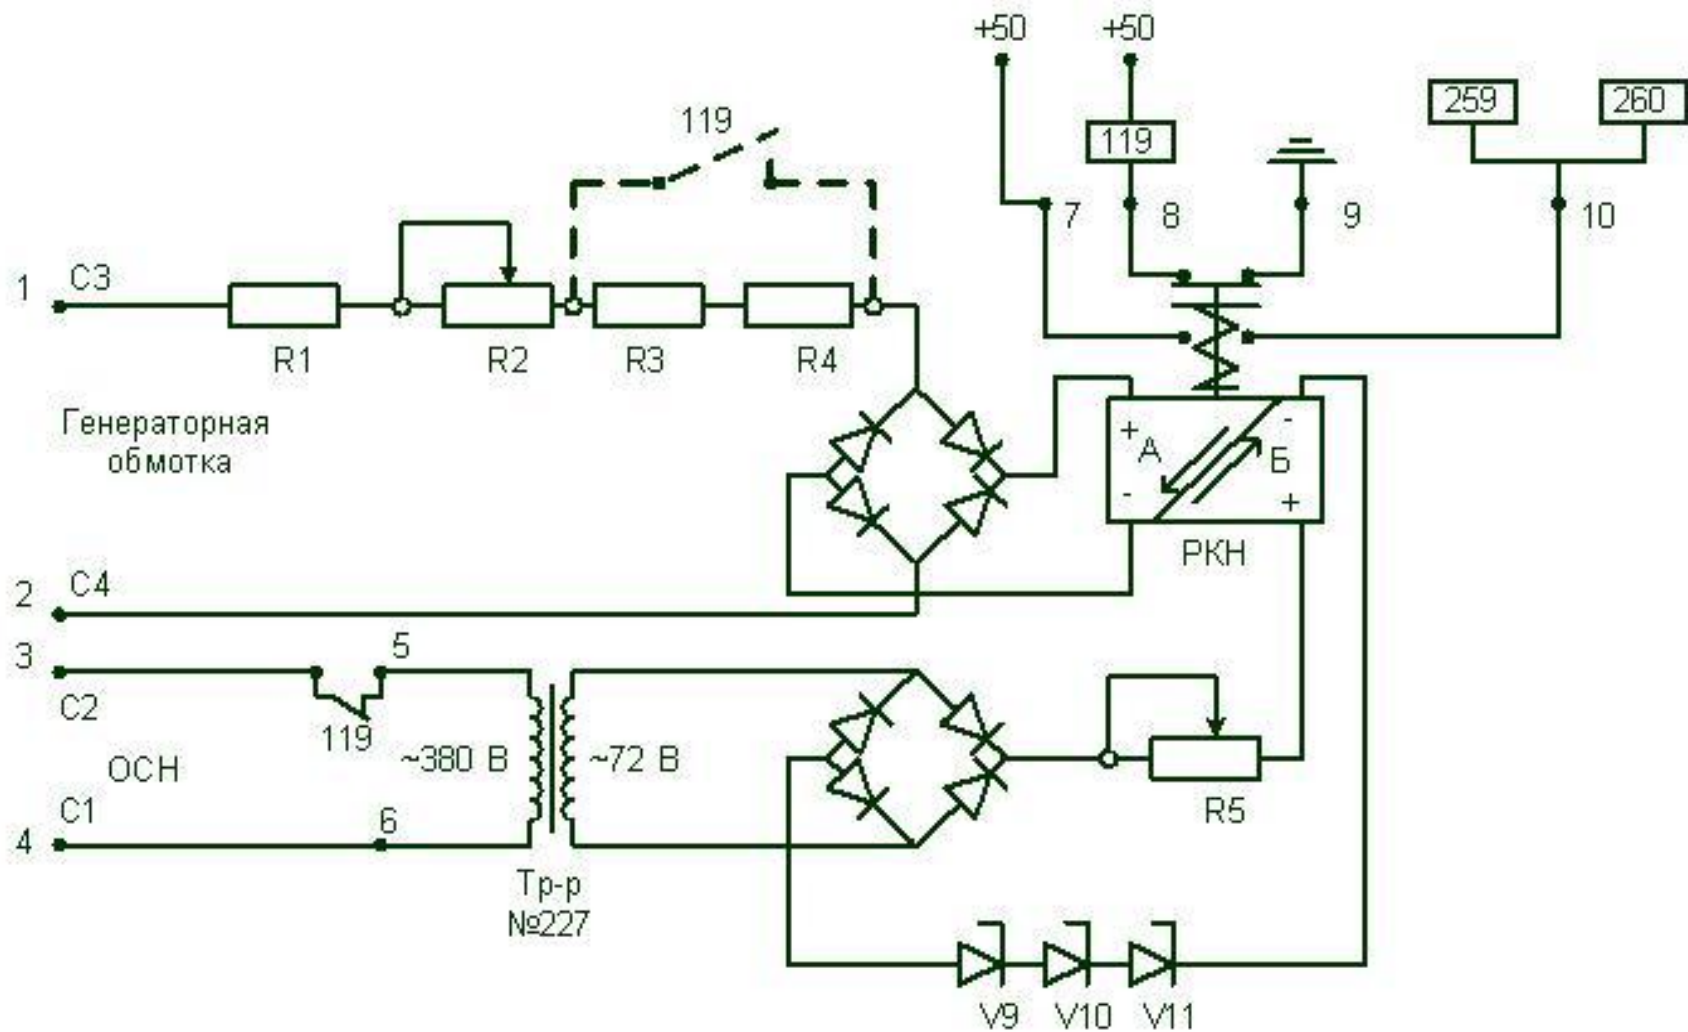 +50
+50
259
260
119
119
7
8
9
10
1
С3
R1
R2
R3
R4
Генераторная
обмотка
+
-
А
Б
-
+
РКН
2
С4
3
5
С2
119
ОСН
~380 В
~72 В
R5
С1
6
4
Тр-р
№227
V9
V10
V11